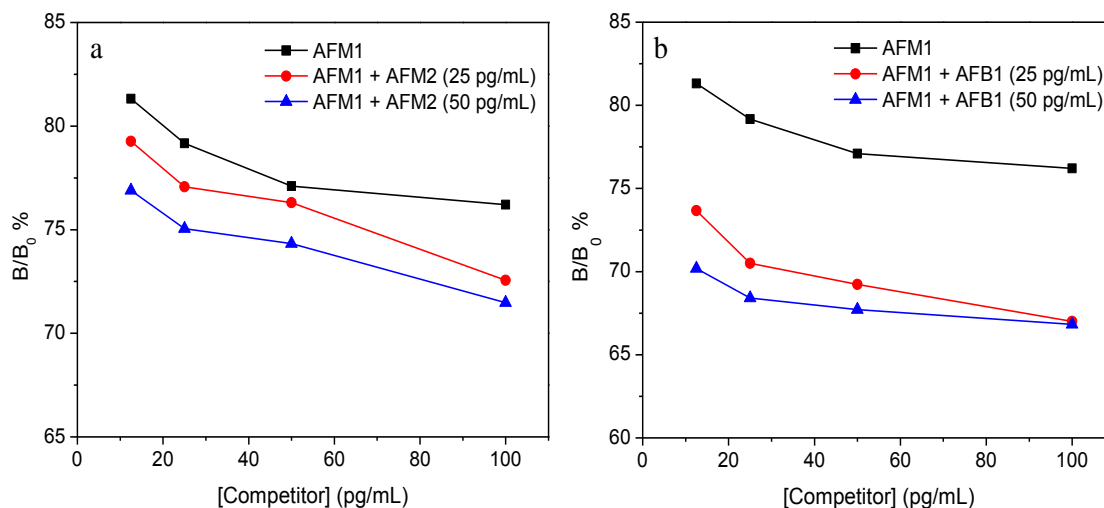 a
AFM1
AFM1 + AFM2 (25 pg/mL)
AFM1 + AFM2 (50 pg/mL)
85
80
75
70
65
B/B0 %
0 20 40 60 80 100
[Competitor] (pg/mL)
b
AFM1
AFM1 + AFB1 (25 pg/mL)
AFM1 + AFB1 (50 pg/mL)
85
80
75
70
65
60
B/B0 %
0 20 40 60 80 100
[Competitor] (pg/mL)